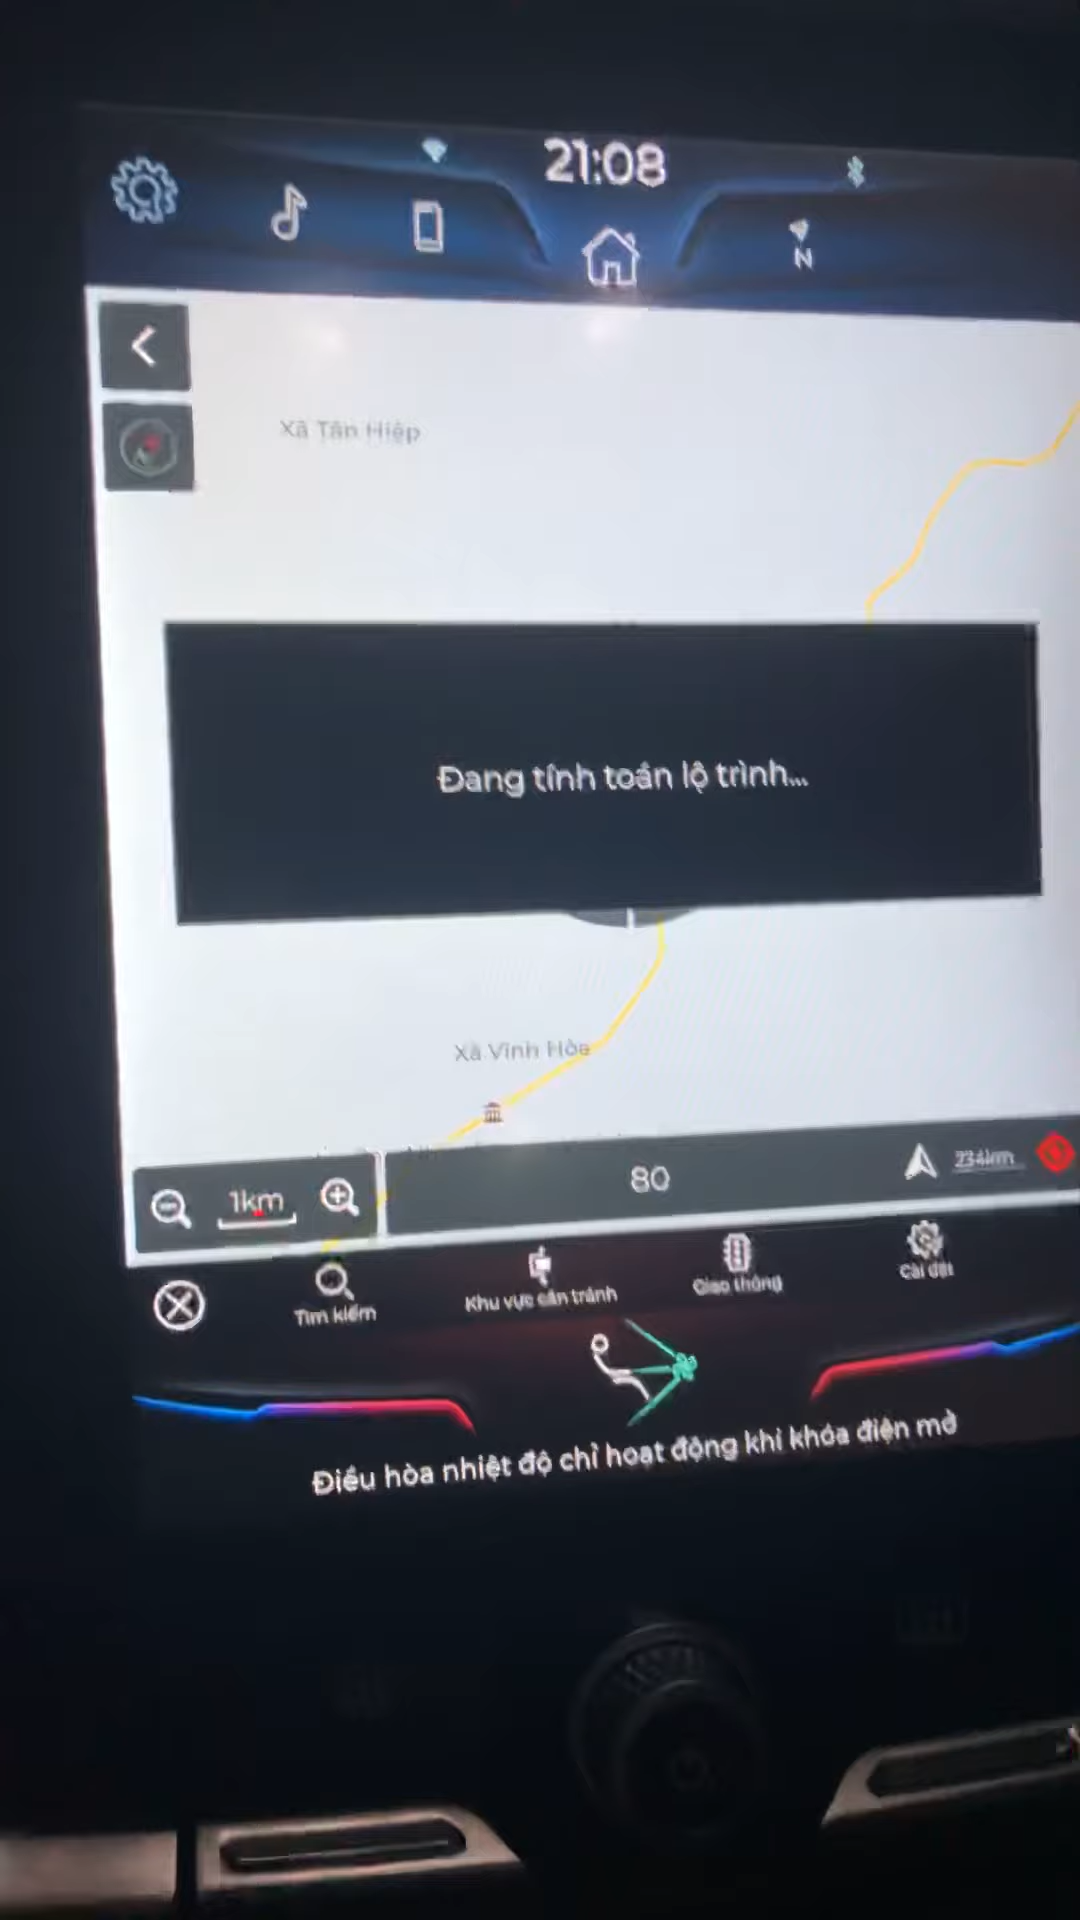 21:08
N
Xã Tân Hiệp
Đang tính toán lộ trình...
Xã Vĩnh Hòa
1km
80
234km
Tìm kiếm
Khu vực cần tránh
Giao thông
Cài đặt
Điều hòa nhiệt độ chỉ hoạt động khi khóa điện mở